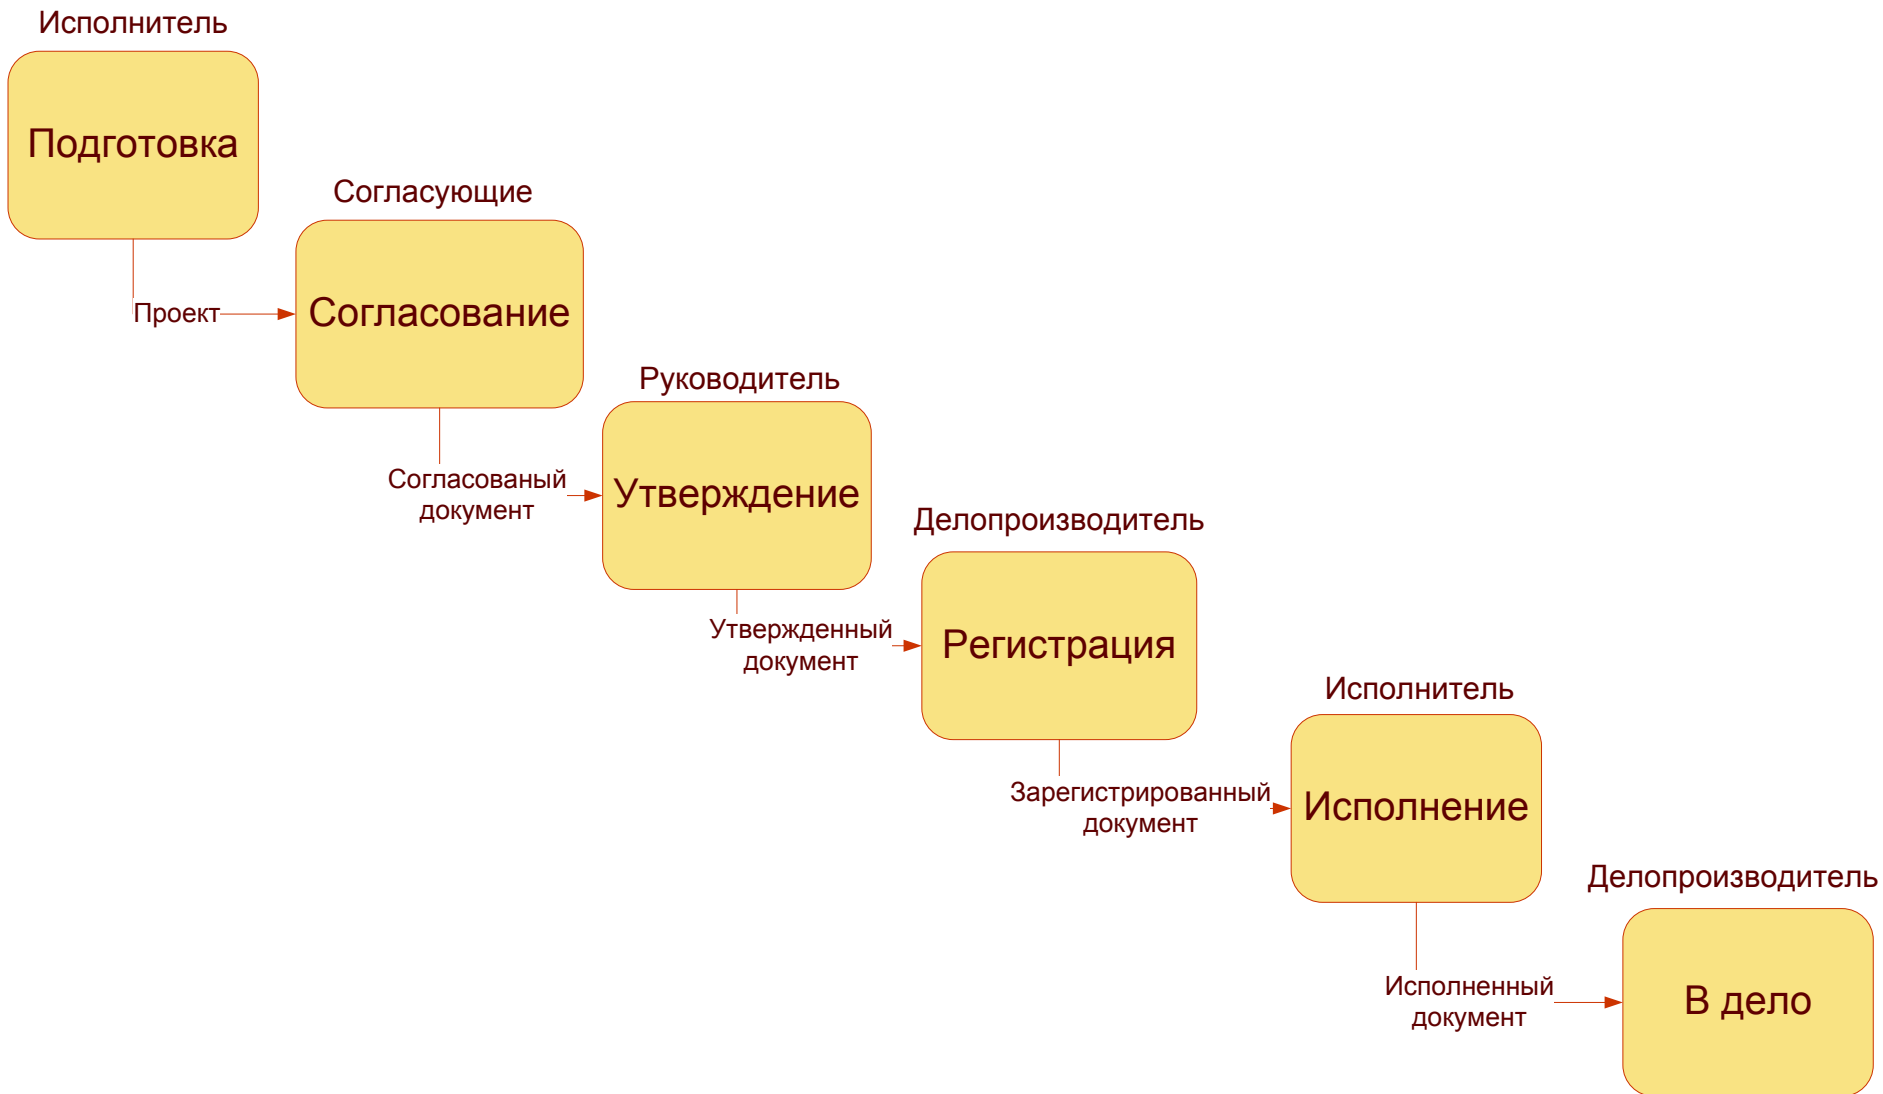 Исполнитель
Подготовка
Проект
Согласующие
Согласование
Согласованый
документ
Руководитель
Утверждение
Утвержденный
документ
Делопроизводитель
Регистрация
Зарегистрированный
документ
Исполнитель
Исполнение
Исполненный
документ
Делопроизводитель
В дело